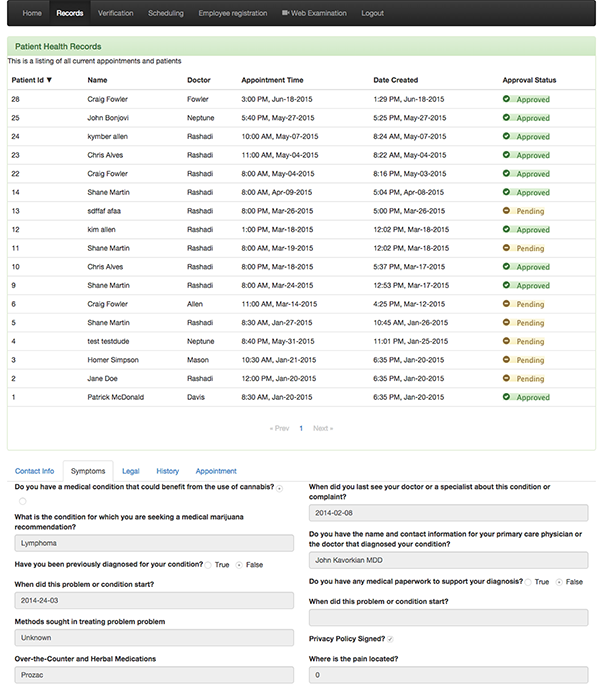 Home Records Verification Scheduling Employee registration Web Examination Logout
Patient Health Records
This is a listing of all current appointments and patients
Patient Id ▼ Name Doctor Appointment Time Date Created Approval Status
28 Craig Fowler Fowler 3:00 PM, Jun-18-2015 1:29 PM, Jun-18-2015 Approved
25 John Bonjovi Neptune 5:40 PM, May-27-2015 5:25 PM, May-27-2015 Approved
24 kymber allen Rashadi 10:00 AM, May-07-2015 8:24 AM, May-07-2015 Approved
23 Chris Alves Rashadi 11:00 AM, May-04-2015 8:22 AM, May-04-2015 Approved
22 Craig Fowler Rashadi 8:00 AM, May-04-2015 8:16 PM, May-03-2015 Approved
14 Shane Martin Rashadi 8:00 AM, Apr-09-2015 5:04 PM, Apr-08-2015 Approved
13 sdffaf afaa Rashadi 8:00 PM, Mar-26-2015 5:00 PM, Mar-26-2015 Pending
12 kim allen Rashadi 1:00 PM, Mar-18-2015 12:02 PM, Mar-18-2015 Approved
11 Shane Martin Rashadi 8:00 AM, Mar-19-2015 12:02 PM, Mar-18-2015 Pending
10 Chris Alves Rashadi 8:00 PM, Mar-18-2015 5:37 PM, Mar-17-2015 Approved
9 Shane Martin Rashadi 8:00 AM, Mar-24-2015 12:53 PM, Mar-17-2015 Approved
6 Craig Fowler Allen 11:00 AM, Mar-14-2015 4:25 PM, Mar-12-2015 Pending
5 Shane Martin Rashadi 8:30 AM, Jan-27-2015 10:45 AM, Jan-26-2015 Pending
4 test testdude Neptune 8:40 PM, May-31-2015 11:01 PM, Jan-25-2015 Pending
3 Homer Simpson Mason 10:30 AM, Jan-21-2015 6:35 PM, Jan-20-2015 Pending
2 Jane Doe Rashadi 12:00 PM, Jan-20-2015 6:35 PM, Jan-20-2015 Pending
1 Patrick McDonald Davis 8:30 AM, Jan-20-2015 6:35 PM, Jan-20-2015 Approved
« Prev 1 Next »
Contact Info Symptoms Legal History Appointment
Do you have a medical condition that could benefit from the use of cannabis?
What is the condition for which you are seeking a medical marijuana
recommendation?
Lymphoma
Have you been previously diagnosed for your condition? True False
When did this problem or condition start?
2014-24-03
Methods sought in treating problem problem
Unknown
Over-the-Counter and Herbal Medications
Prozac
When did you last see your doctor or a specialist about this condition or
complaint?
2014-02-08
Do you have the name and contact information for your primary care physician or
the doctor that diagnosed your condition?
John Kavorkian MDD
Do you have any medical paperwork to support your diagnosis? True False
When did this problem or condition start?
Privacy Policy Signed?
Where is the pain located?
0